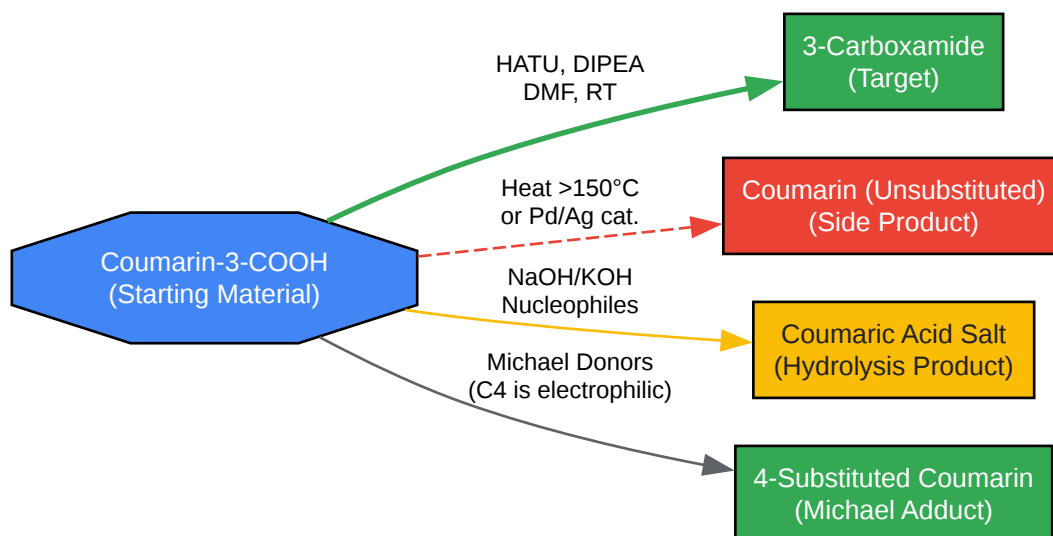 HATU, DIPEA
DMF, RT
3-Carboxamide
(Target)
Heat >150°C
or Pd/Ag cat.
Coumarin (Unsubstituted)
(Side Product)
Coumarin-3-COOH
(Starting Material)
NaOH/KOH
Nucleophiles
Coumaric Acid Salt
(Hydrolysis Product)
Michael Donors
(C4 is electrophilic)
4-Substituted Coumarin
(Michael Adduct)